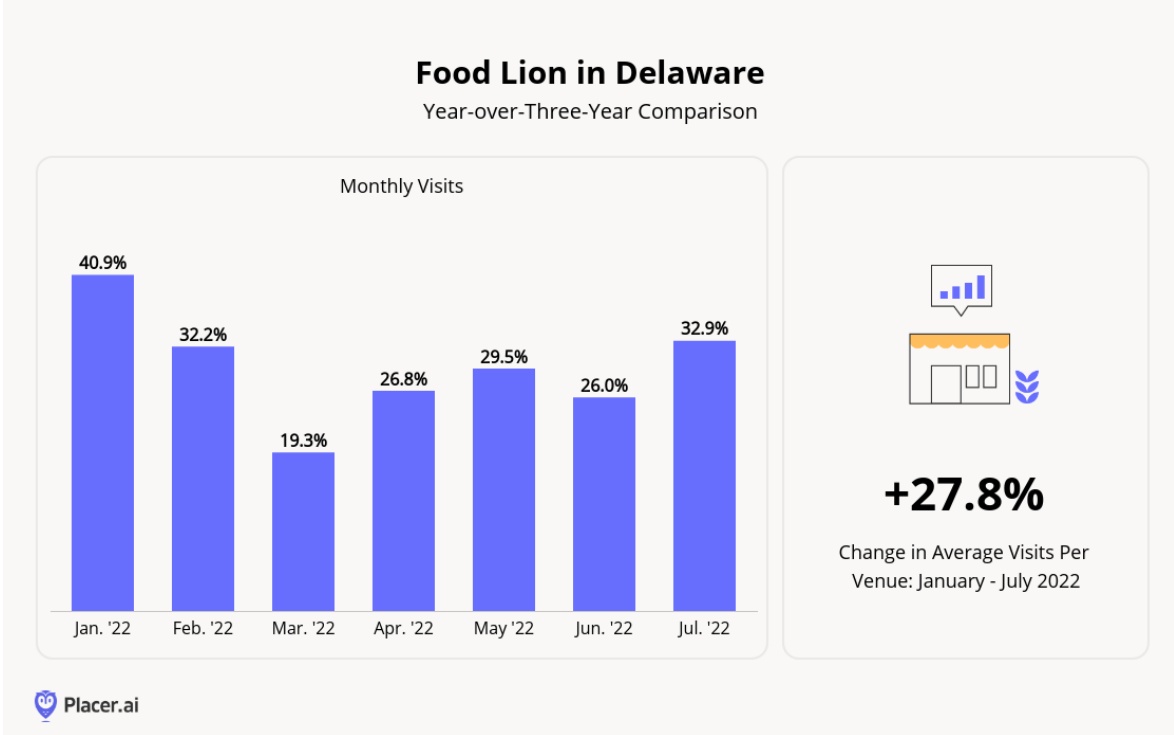 Food Lion in Delaware
Year-over-Three-Year Comparison
Monthly Visits
40.9%
32.2%
19.3%
26.8%
29.5%
26.0%
32.9%
Jan. '22
Feb. '22
Mar. '22
Apr. '22
May '22
Jun. '22
Jul. '22
+27.8%
Change in Average Visits Per
Venue: January - July 2022
Placer.ai